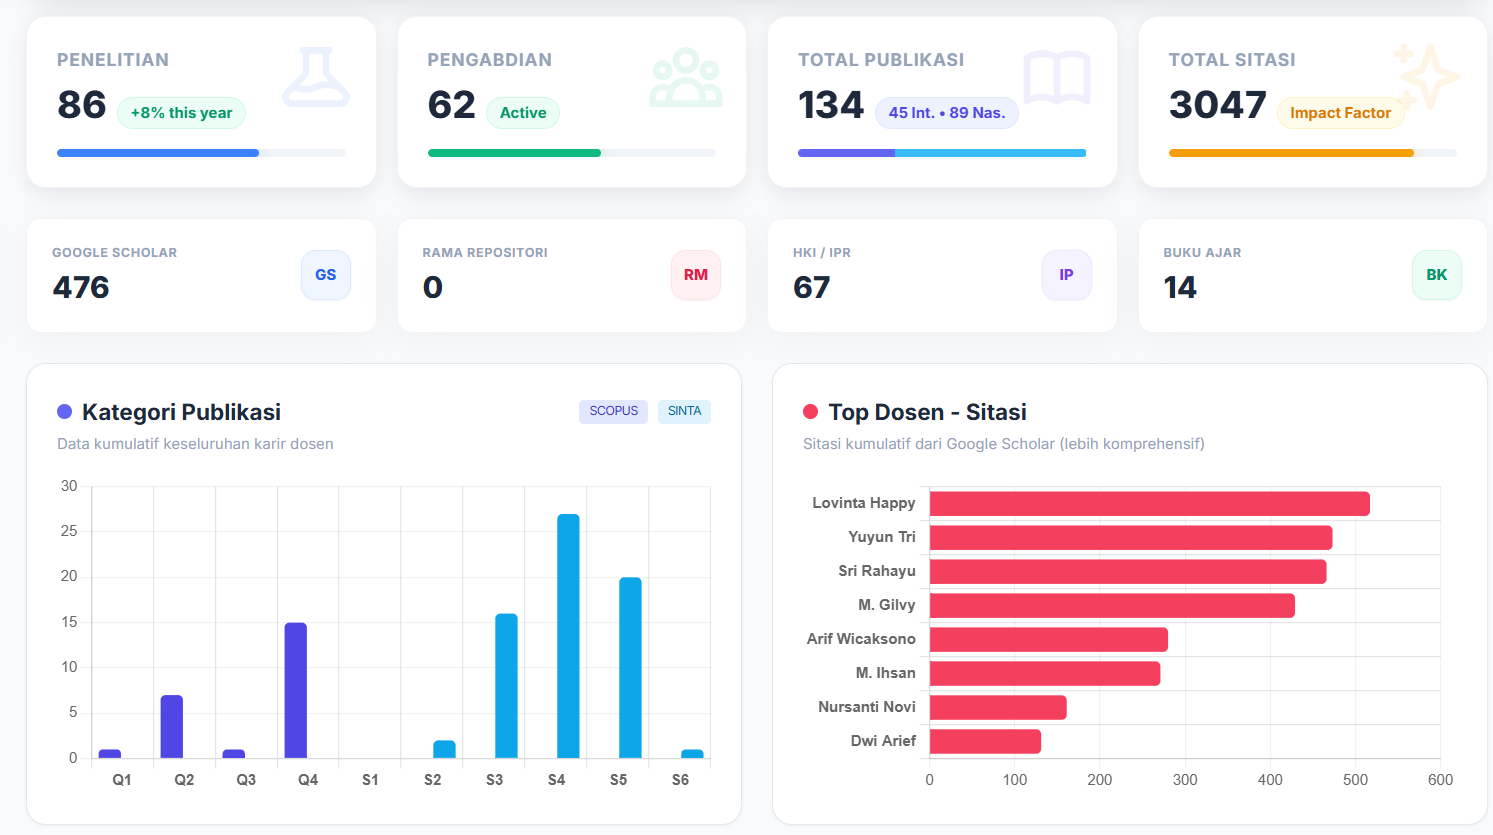 PENELITIAN
86 +8% this year
PENGABDIAN
62 Active
TOTAL PUBLIKASI
134 45 Int. • 89 Nas.
TOTAL SITASI
3047 Impact Factor
GOOGLE SCHOLAR
476
GS
RAMA REPOSITORI
0
RM
HKI / IPR
67
IP
BUKU AJAR
14
BK
Kategori Publikasi
SCOPUS SINTA
Data kumulatif keseluruhan karir dosen
30
25
20
15
10
5
0
Q1 Q2 Q3 Q4 S1 S2 S3 S4 S5 S6
Top Dosen - Sitasi
Sitasi kumulatif dari Google Scholar (lebih komprehensif)
Lovinta Happy
Yuyun Tri
Sri Rahayu
M. Gilvy
Arif Wicaksono
M. Ihsan
Nursanti Novi
Dwi Arief
0 100 200 300 400 500 600